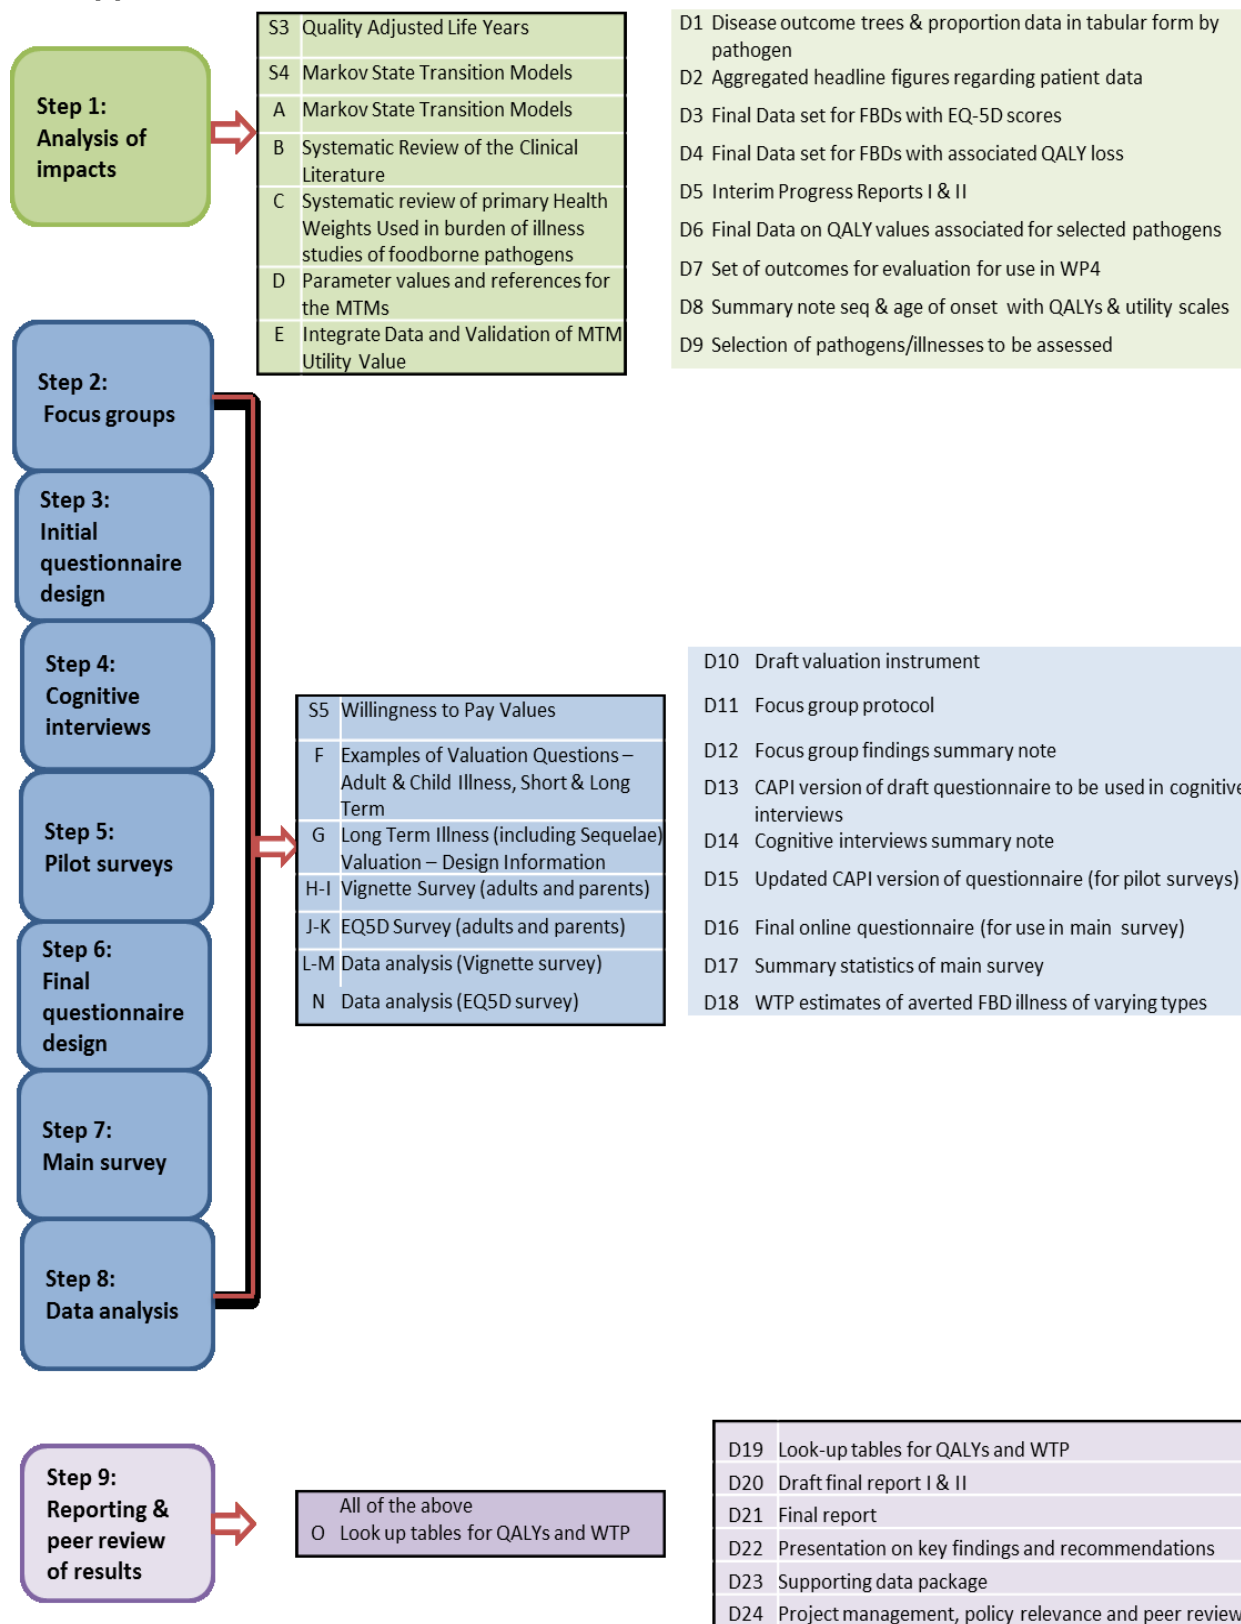 Step 1:
Analysis of
impacts
S3 Quality Adjusted Life Years
S4 Markov State Transition Models
A Markov State Transition Models
B Systematic Review of the Clinical
Literature
C Systematic review of primary Health
Weights Used in burden of illness
studies of foodborne pathogens
D Parameter values and references for
the MTMs
E Integrate Data and Validation of MTM
Utility Value
D1 Disease outcome trees & proportion data in tabular form by
pathogen
D2 Aggregated headline figures regarding patient data
D3 Final Data set for FBDs with EQ-5D scores
D4 Final Data set for FBDs with associated QALY loss
D5 Interim Progress Reports I & II
D6 Final Data on QALY values associated for selected pathogens
D7 Set of outcomes for evaluation for use in WP4
D8 Summary note seq & age of onset with QALYs & utility scales
D9 Selection of pathogens/illnesses to be assessed
Step 2:
Focus groups
Step 3:
Initial
questionnaire
design
Step 4:
Cognitive
interviews
Step 5:
Pilot surveys
Step 6:
Final
questionnaire
design
Step 7:
Main survey
Step 8:
Data analysis
S5 Willingness to Pay Values
F Examples of Valuation Questions –
Adult & Child Illness, Short & Long
Term
G Long Term Illness (including Sequelae)
Valuation – Design Information
H-I Vignette Survey (adults and parents)
J-K EQ5D Survey (adults and parents)
L-M Data analysis (Vignette survey)
N Data analysis (EQ5D survey)
D10 Draft valuation instrument
D11 Focus group protocol
D12 Focus group findings summary note
D13 CAPI version of draft questionnaire to be used in cognitive
interviews
D14 Cognitive interviews summary note
D15 Updated CAPI version of questionnaire (for pilot surveys)
D16 Final online questionnaire (for use in main survey)
D17 Summary statistics of main survey
D18 WTP estimates of averted FBD illness of varying types
Step 9:
Reporting &
peer review
of results
All of the above
O Look up tables for QALYs and WTP
D19 Look-up tables for QALYs and WTP
D20 Draft final report I & II
D21 Final report
D22 Presentation on key findings and recommendations
D23 Supporting data package
D24 Project management, policy relevance and peer review